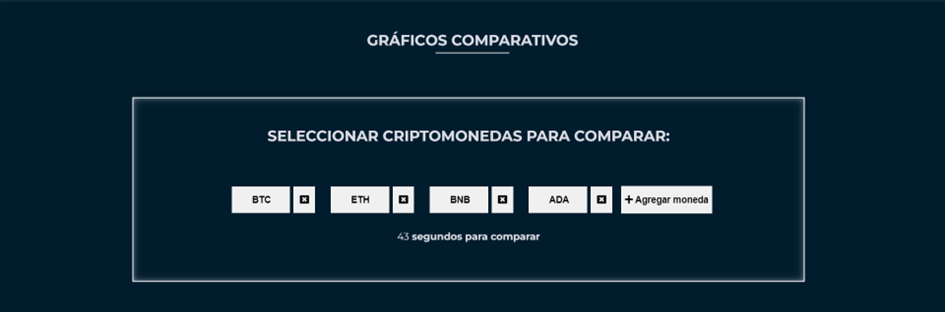 GRÁFICOS COMPARATIVOS
SELECCIONAR CRIPTOMONEDAS PARA COMPARAR:
BTC ETH BNB ADA + Agregar moneda
43 segundos para comparar